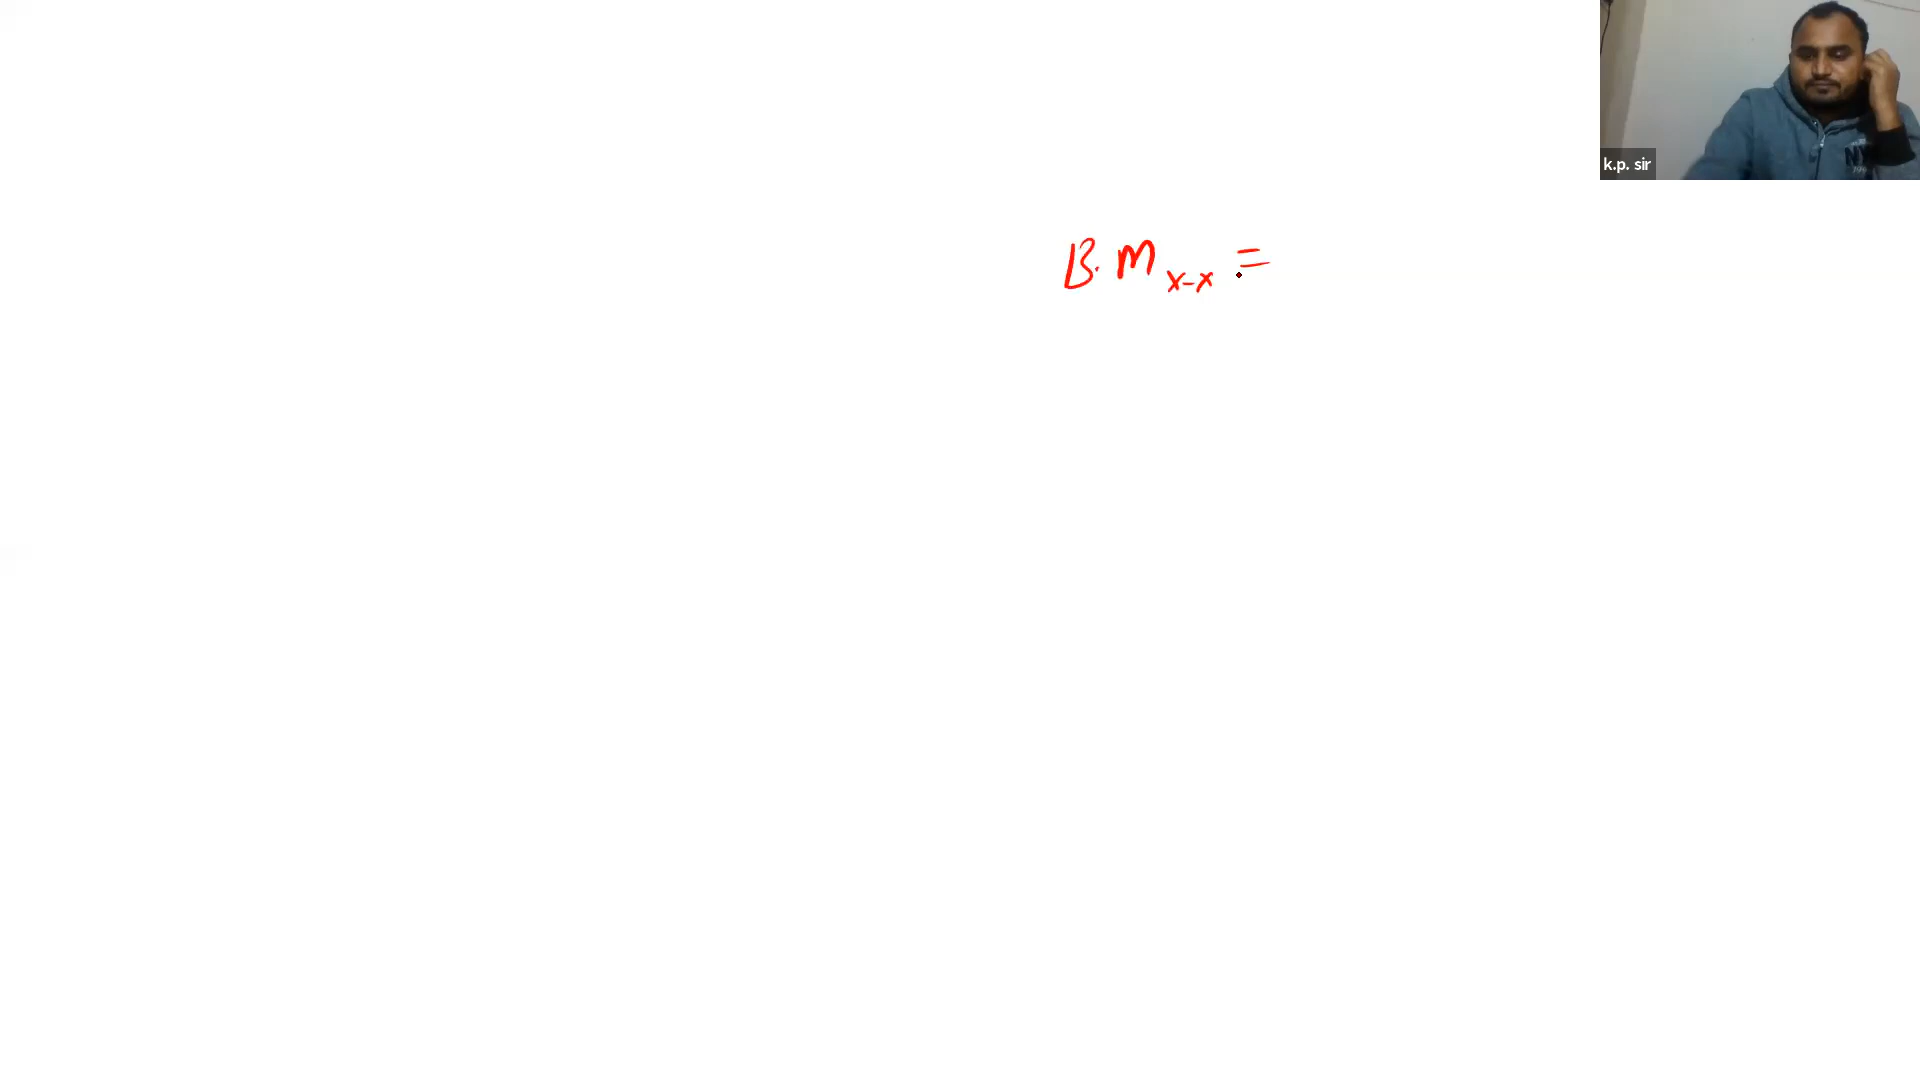 k.p. sir
B.M x-x =